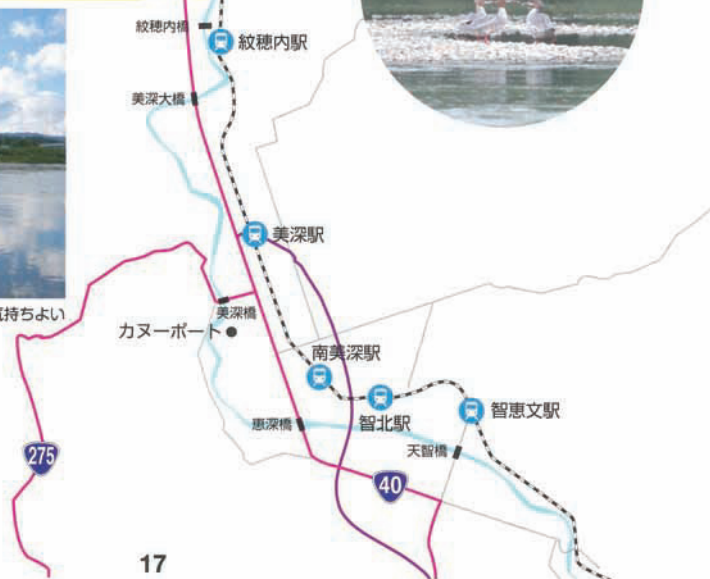 紋穂内橋
紋穂内駅
美深大橋
美深駅
気持ちよい
美深橋
カヌーポート
南美深駅
智北駅
智恵文駅
恵深橋
天智橋
275
40
17